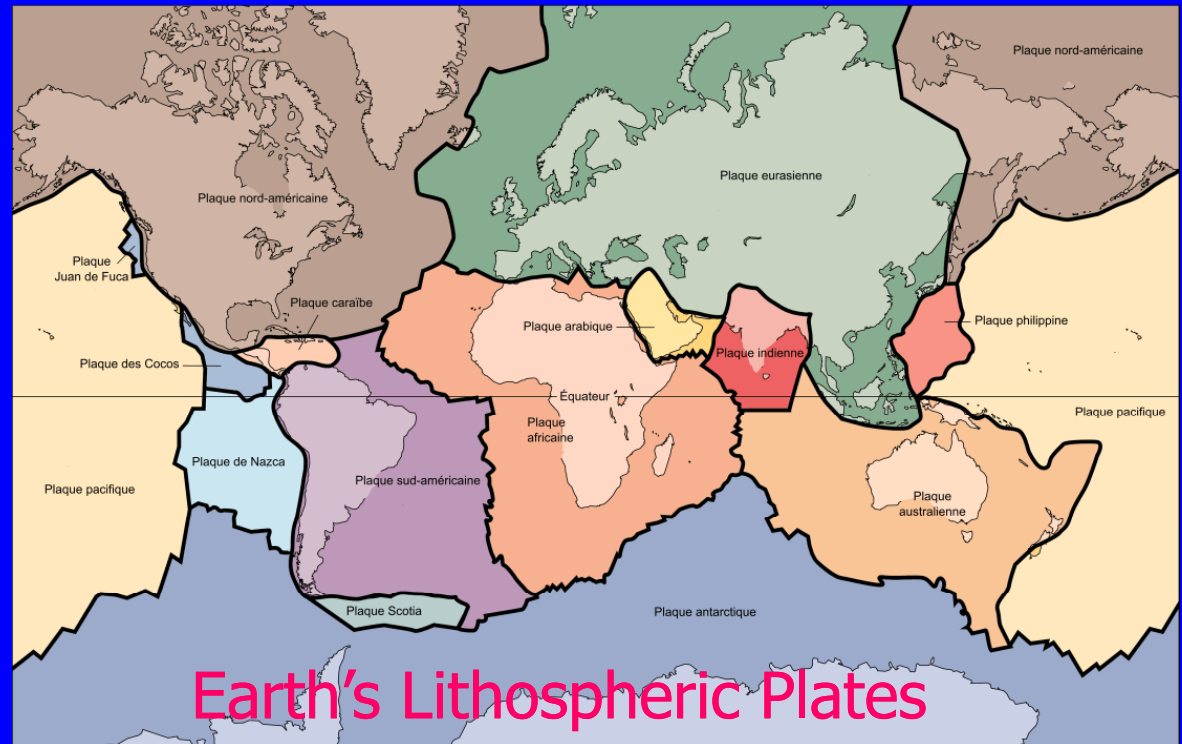 Plaque nord-américaine
Plaque eurasienne
Plaque nord-américaine
Plaque
Juan de Fuca
Plaque caraïbe
Plaque arabique
Plaque philippine
Plaque indienne
Plaque des Cocos
Équateur
Plaque
africaine
Plaque pacifique
Plaque de Nazca
Plaque sud-américaine
Plaque pacifique
Plaque
australienne
Plaque Scotia
Plaque antarctique
Earth’s Lithospheric Plates